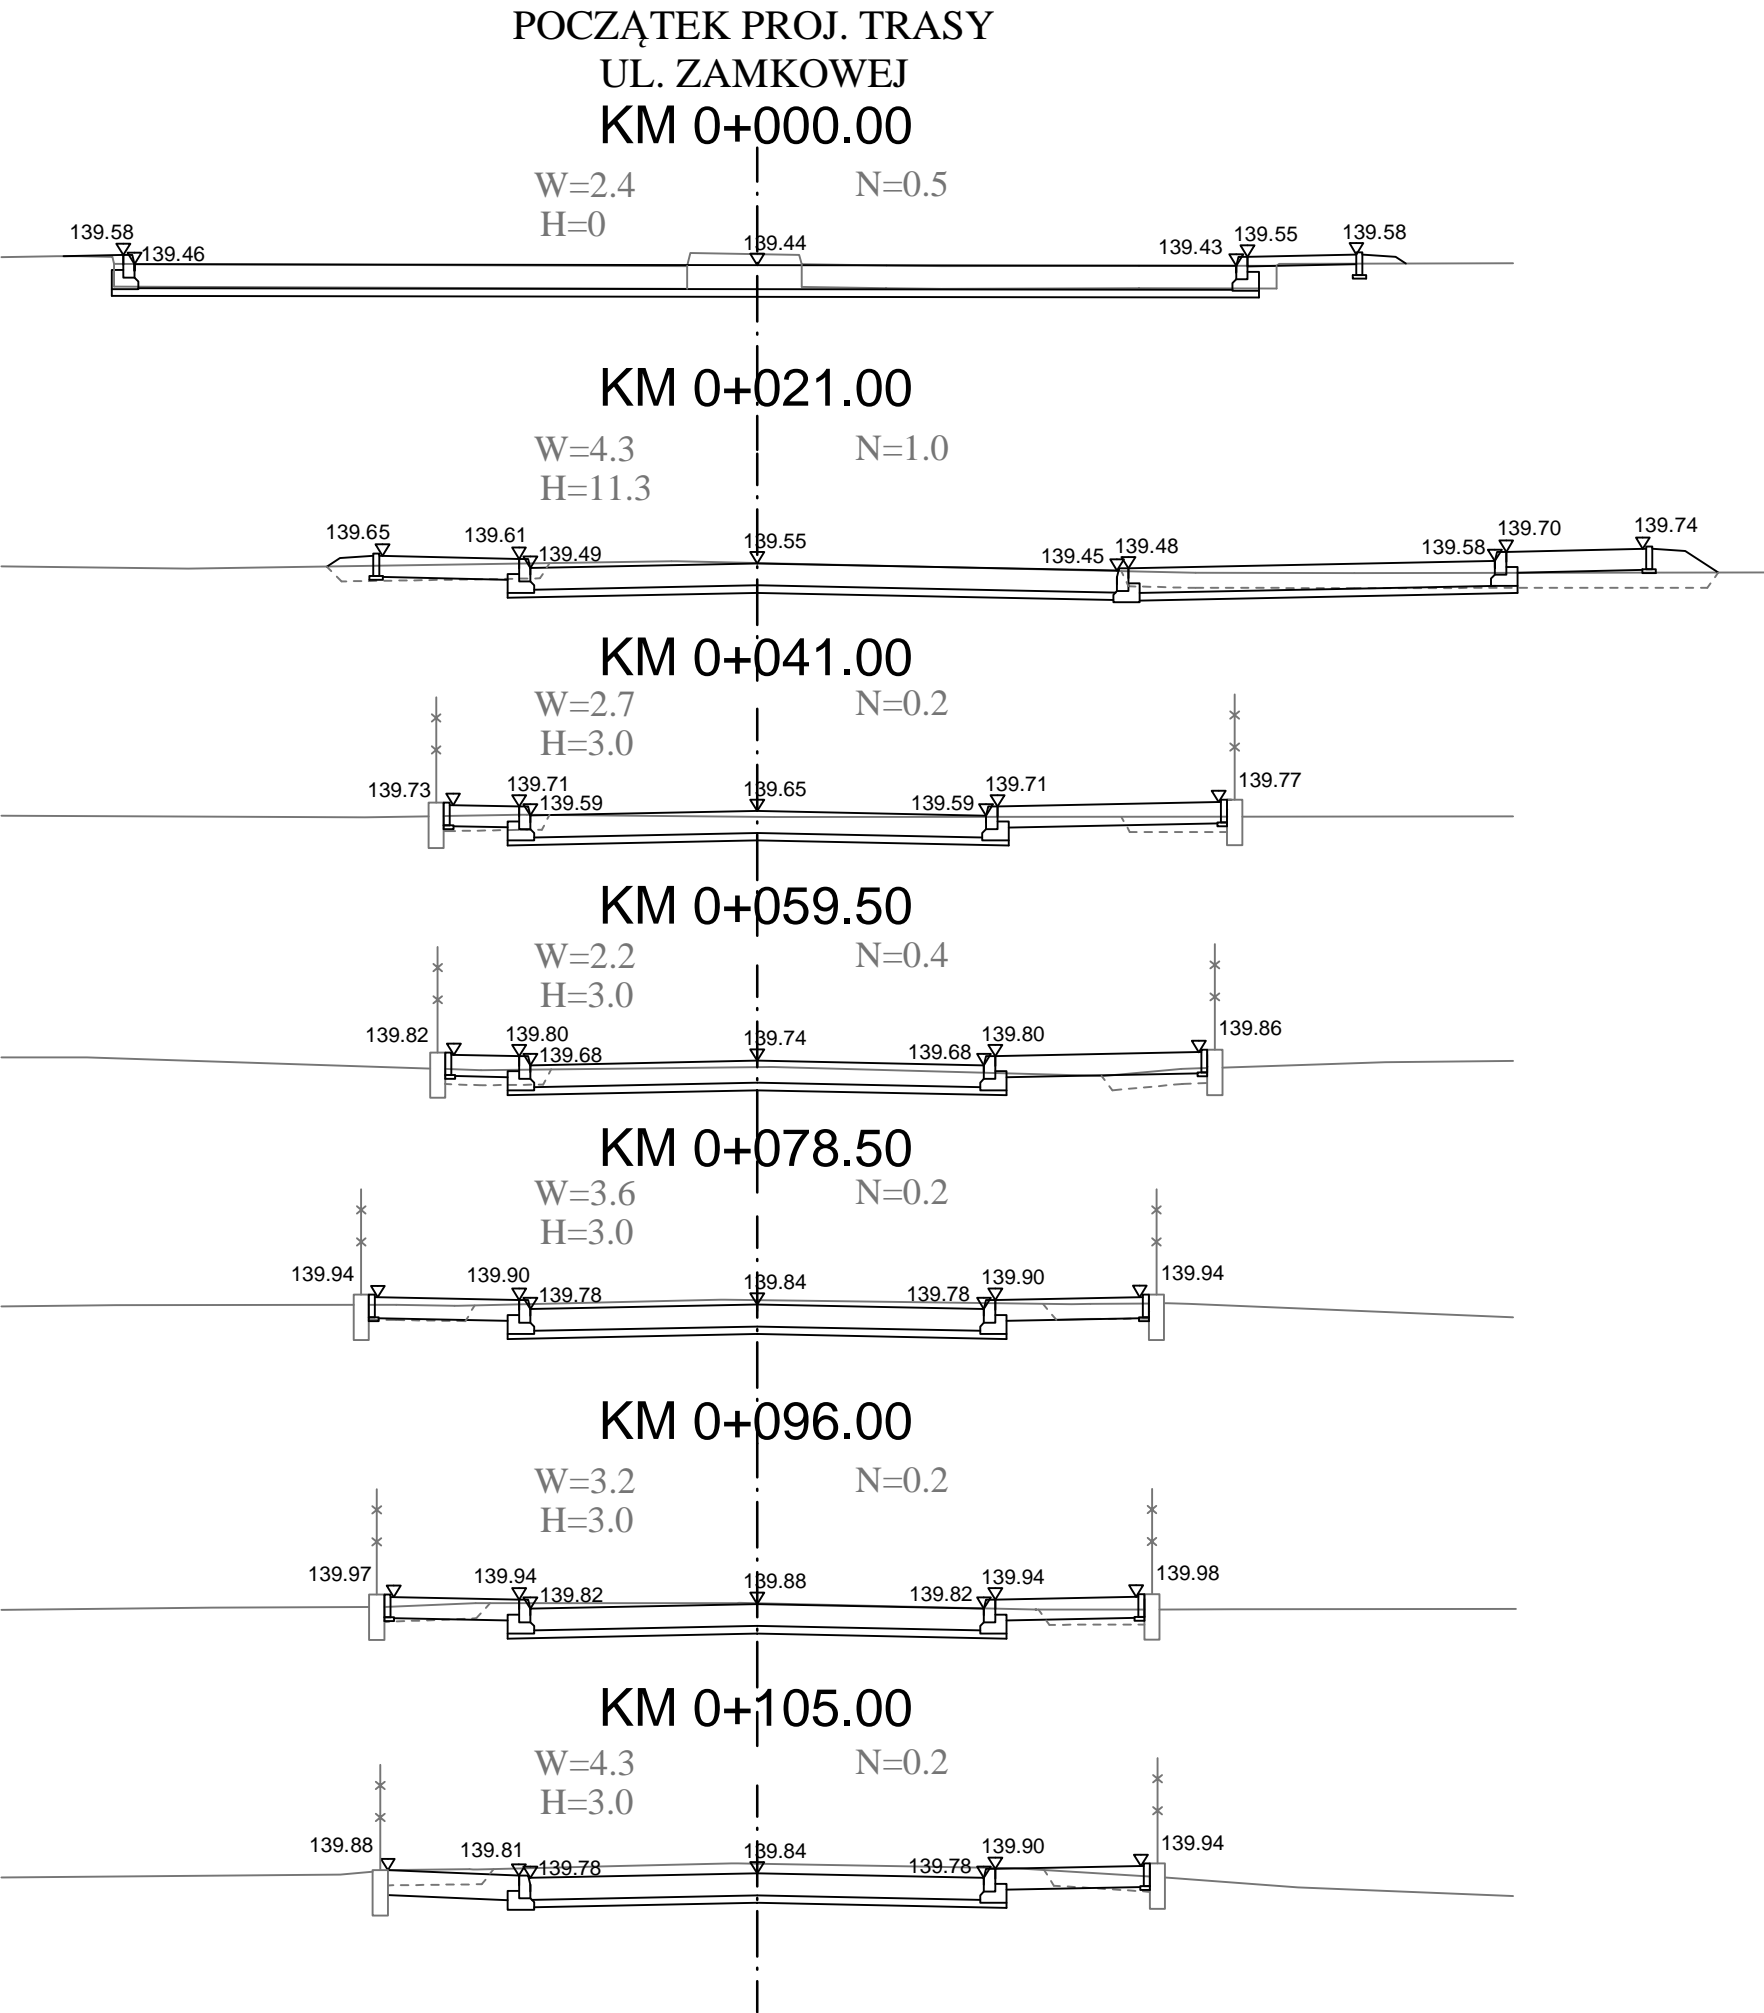 POCZĄTEK PROJ. TRASY
UL. ZAMKOWEJ
KM 0+000.00
W=2.4 N=0.5
H=0
139.58 139.46 139.44 139.43 139.55 139.58
KM 0+021.00
W=4.3 N=1.0
H=11.3
139.65 139.61 139.49 139.55 139.45 139.48 139.58 139.70 139.74
KM 0+041.00
W=2.7 N=0.2
H=3.0
139.73 139.71 139.59 139.65 139.59 139.71 139.77
KM 0+059.50
W=2.2 N=0.4
H=3.0
139.82 139.80 139.68 139.74 139.68 139.80 139.86
KM 0+078.50
W=3.6 N=0.2
H=3.0
139.94 139.90 139.78 139.84 139.78 139.90 139.94
KM 0+096.00
W=3.2 N=0.2
H=3.0
139.97 139.94 139.82 139.88 139.82 139.94 139.98
KM 0+105.00
W=4.3 N=0.2
H=3.0
139.88 139.81 139.78 139.84 139.78 139.90 139.94